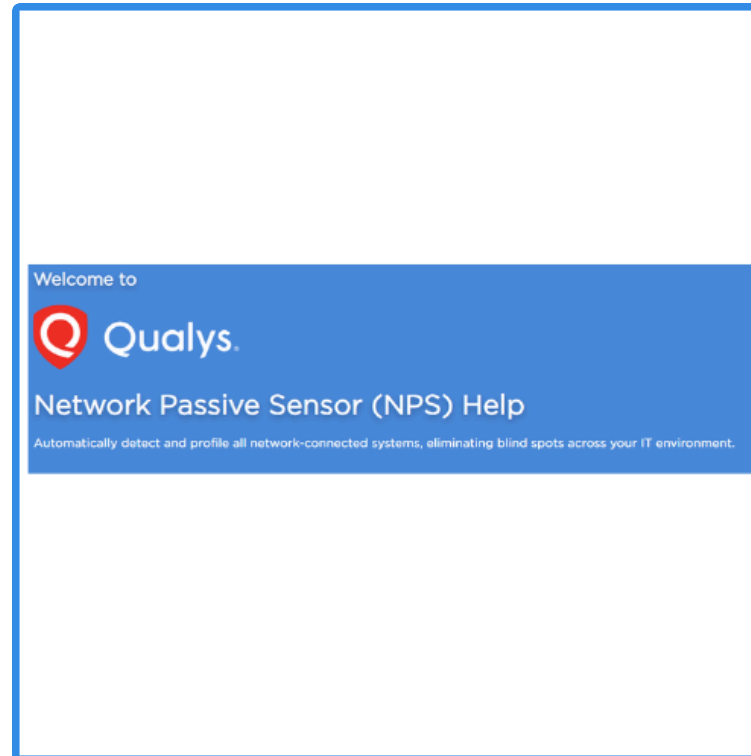 Welcome to
Qualys.
Network Passive Sensor (NPS) Help
Automatically detect and profile all network-connected systems, eliminating blind spots across your IT environment.